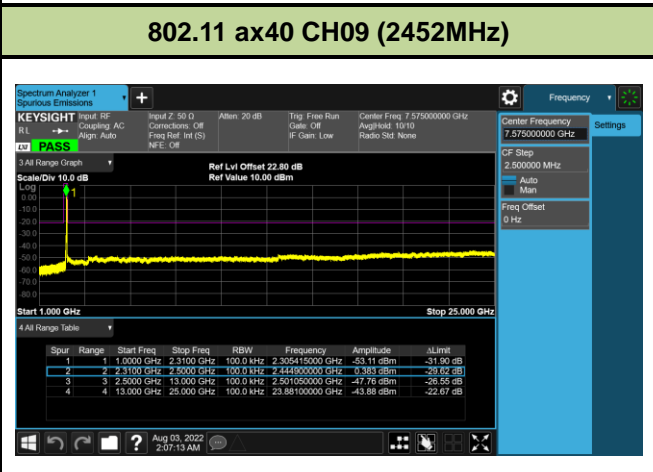 802.11 ax40 CH09 (2452MHz)
Spectrum Analyzer 1
Spurious Emissions
+
Frequency
KEYSIGHT
Input: RF
Input Z: 50 Ω
Atten: 20 dB
Trig: Free Run
Center Freq: 7.575000000 GHz
R L
Coupling: AC
Corrections: Off
Gate: Off
Avg|Hold: 10/10
Align: Auto
Freq Ref: Int (S)
IF Gain: Low
Radio Std: None
LXI
PASS
NFE: Off
Center Frequency
7.575000000 GHz
Settings
CF Step
2.500000 MHz
Auto
Man
Freq Offset
0 Hz
3 All Range Graph
Ref Lvl Offset 22.80 dB
Scale/Div 10.0 dB
Ref Value 10.00 dBm
Log
1
0.00
-10.0
-20.0
-30.0
-40.0
-50.0
-60.0
-70.0
-80.0
Start 1.000 GHz
Stop 25.000 GHz
4 All Range Table
Spur Range Start Freq Stop Freq RBW Frequency Amplitude ΔLimit
1 1 1.0000 GHz 2.3100 GHz 100.0 kHz 2.305415000 GHz -53.11 dBm -31.90 dB
2 2 2.3100 GHz 2.5000 GHz 100.0 kHz 2.444900000 GHz 0.383 dBm -29.62 dB
3 3 2.5000 GHz 13.000 GHz 100.0 kHz 2.501050000 GHz -47.76 dBm -26.55 dB
4 4 13.000 GHz 25.000 GHz 100.0 kHz 23.88100000 GHz -43.88 dBm -22.67 dB
?
Aug 03, 2022
2:07:13 AM